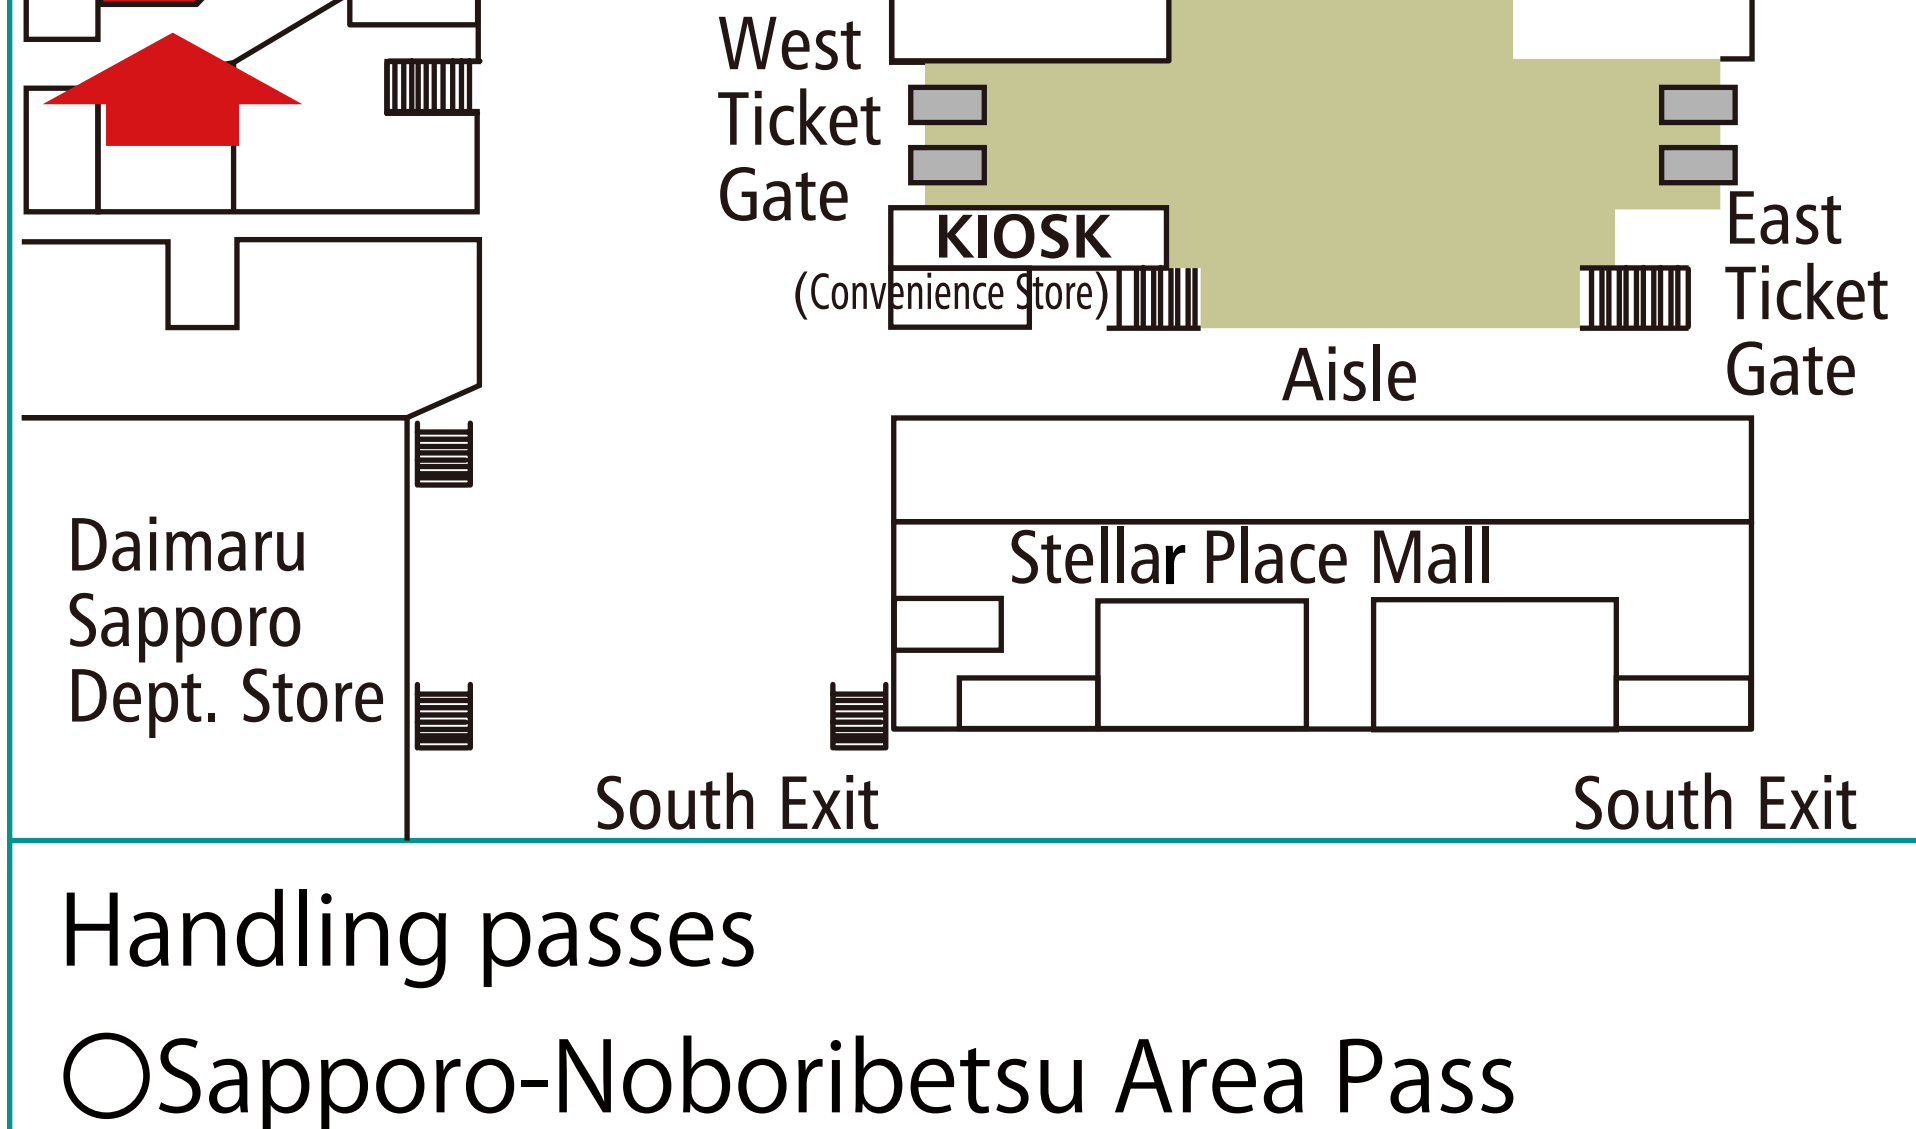 West
Ticket
Gate
KIOSK
(Convenience Store)
East
Ticket
Gate
Aisle
Stellar Place Mall
Daimaru
Sapporo
Dept. Store
South Exit
South Exit
Handling passes
○Sapporo-Noboribetsu Area Pass